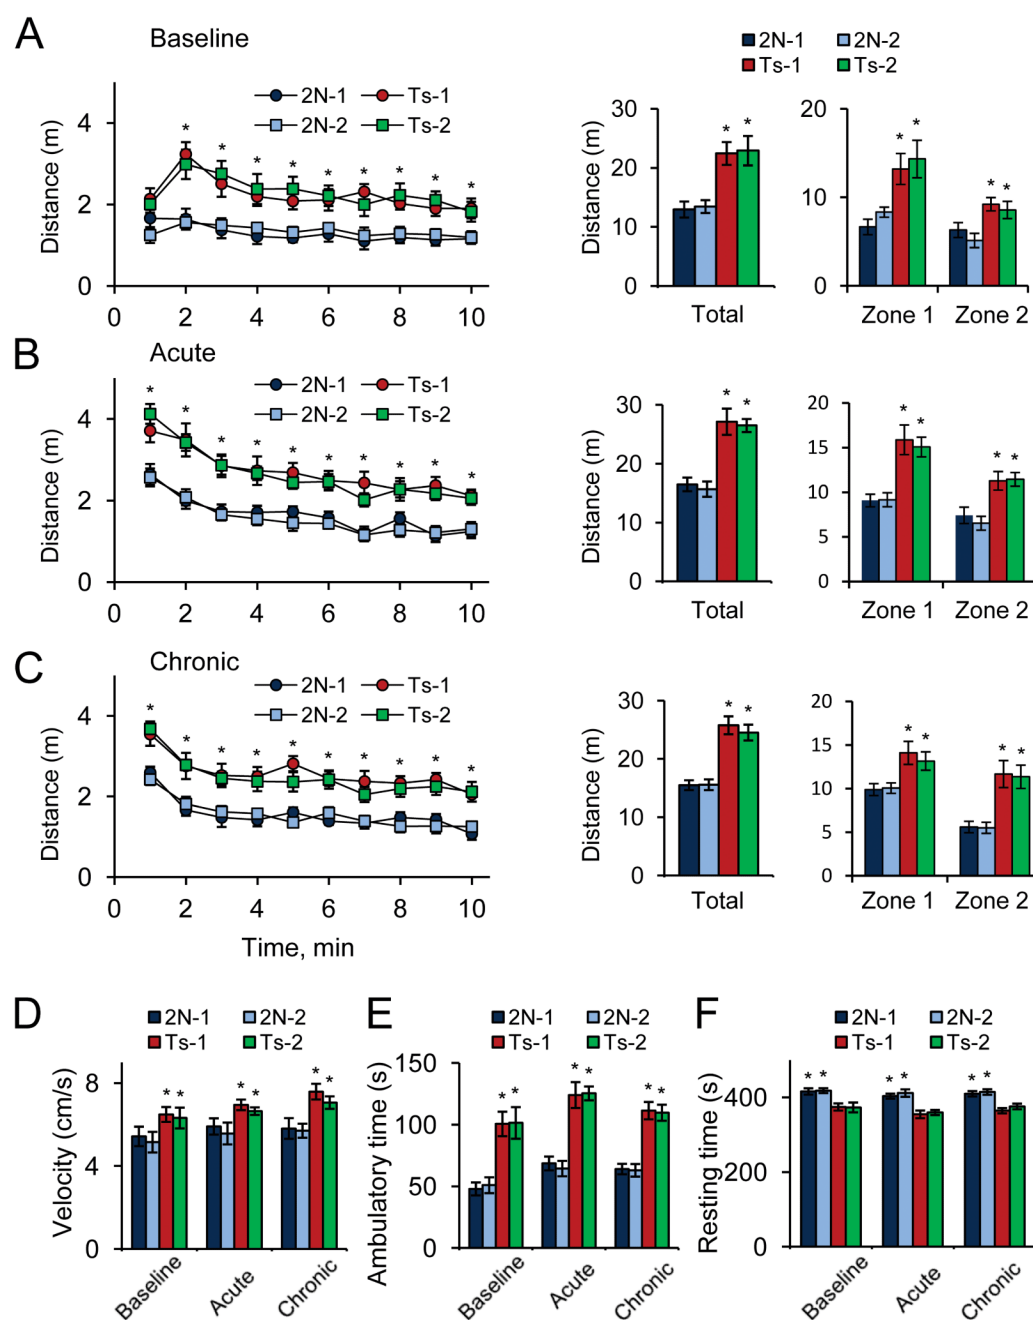 A
Baseline
2N-1 Ts-1
2N-2 Ts-2
Distance (m)
4
2
0
0 2 4 6 8 10
* * * * * * * * *
2N-1 2N-2
Ts-1 Ts-2
Distance (m)
30
20
10
0
* *
Total
20
10
0
* * * *
Zone 1 Zone 2
B
Acute
2N-1 Ts-1
2N-2 Ts-2
Distance (m)
4
2
0
0 2 4 6 8 10
* * * * * * * * * *
Distance (m)
30
20
10
0
* *
Total
20
15
10
5
0
* * * *
Zone 1 Zone 2
C
Chronic
2N-1 Ts-1
2N-2 Ts-2
Distance (m)
4
2
0
0 2 4 6 8 10
* * * * * * * * * *
Time, min
Distance (m)
30
20
10
0
* *
Total
20
15
10
5
0
* * * *
Zone 1 Zone 2
D
2N-1 2N-2
Ts-1 Ts-2
Velocity (cm/s)
8
4
0
* * * * * *
Baseline Acute Chronic
E
2N-1 2N-2
Ts-1 Ts-2
Ambulatory time (s)
150
100
50
0
* * * * * *
Baseline Acute Chronic
F
2N-1 2N-2
Ts-1 Ts-2
Resting time (s)
400
200
0
* * * * * *
Baseline Acute Chronic